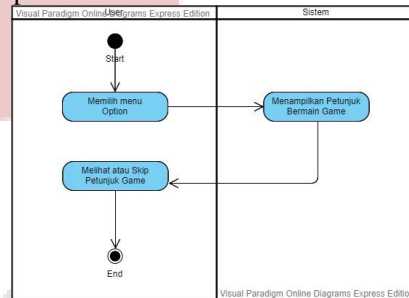 Visual Paradigm Online Diagrams Express Edition
User
Sistem
Start
Memilih menu
Option
Menampilkan Petunjuk
Bermain Game
Melihat atau Skip
Petunjuk Game
End
Visual Paradigm Online Diagrams Express Editio